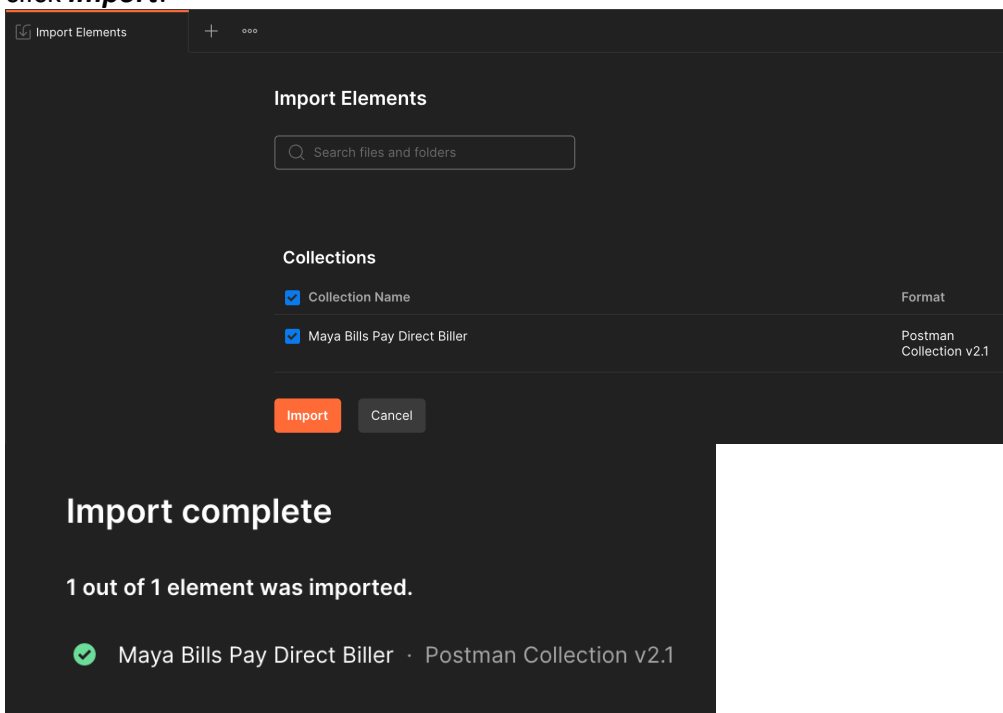 click Import.
Import Elements
Import Elements
Search files and folders
Collections
Collection Name Format
Maya Bills Pay Direct Biller Postman
Collection v2.1
Import Cancel
Import complete
1 out of 1 element was imported.
Maya Bills Pay Direct Biller · Postman Collection v2.1